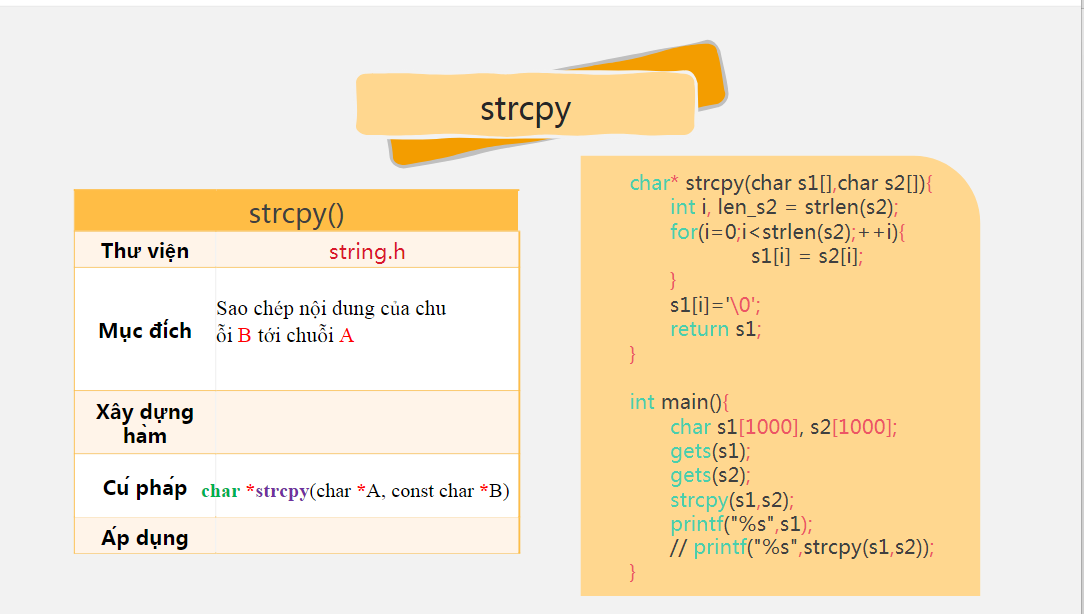 strcpy
strcpy()
Thư viện
string.h
Mục đích
Sao chép nội dung của chu
ỗi B tới chuỗi A
Xây dựng
hàm
Cú pháp
char *strcpy(char *A, const char *B)
Áp dụng
char* strcpy(char s1[],char s2[]){
int i, len_s2 = strlen(s2);
for(i=0;i<strlen(s2);++i){
s1[i] = s2[i];
}
s1[i]='\0';
return s1;
}
int main(){
char s1[1000], s2[1000];
gets(s1);
gets(s2);
strcpy(s1,s2);
printf("%s",s1);
// printf("%s",strcpy(s1,s2));
}